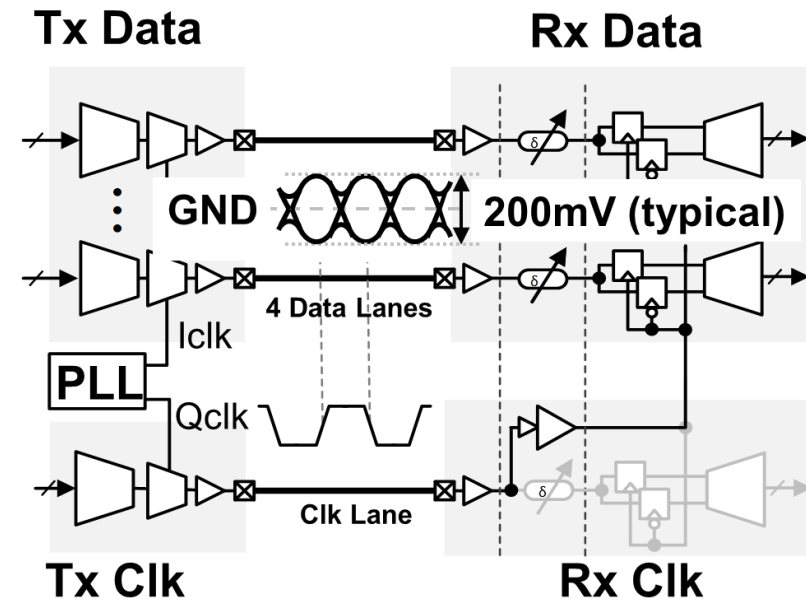 Tx Data
Rx Data
δ
GND
200mV (typical)
δ
4 Data Lanes
Iclk
PLL
Qclk
δ
Clk Lane
Tx Clk
Rx Clk